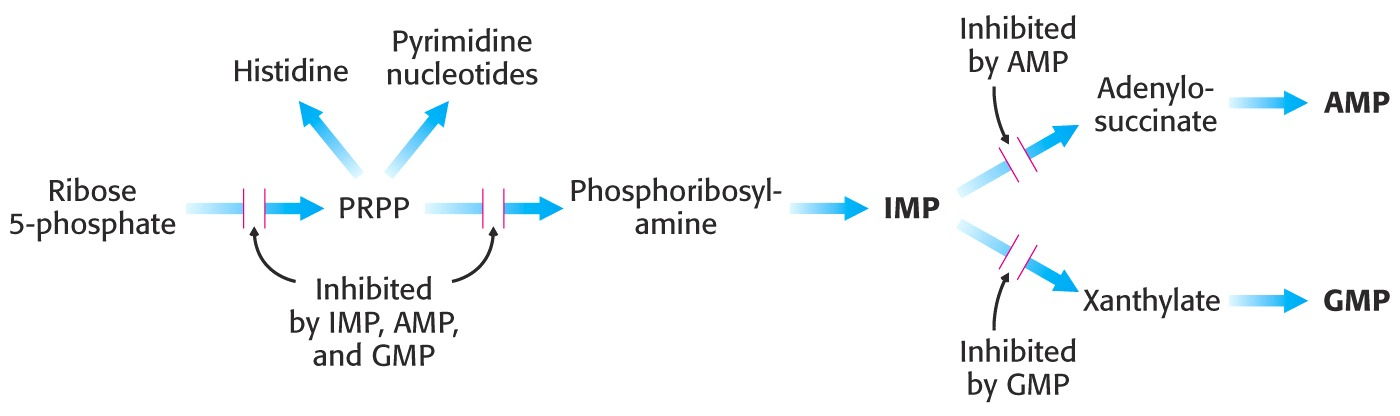 Inhibited
by AMP
Pyrimidine
nucleotides
Histidine
Adenylo-
succinate
AMP
Ribose
5-phosphate
PRPP
Phosphoribosyl-
amine
IMP
Inhibited
by IMP, AMP,
and GMP
Xanthylate
GMP
Inhibited
by GMP